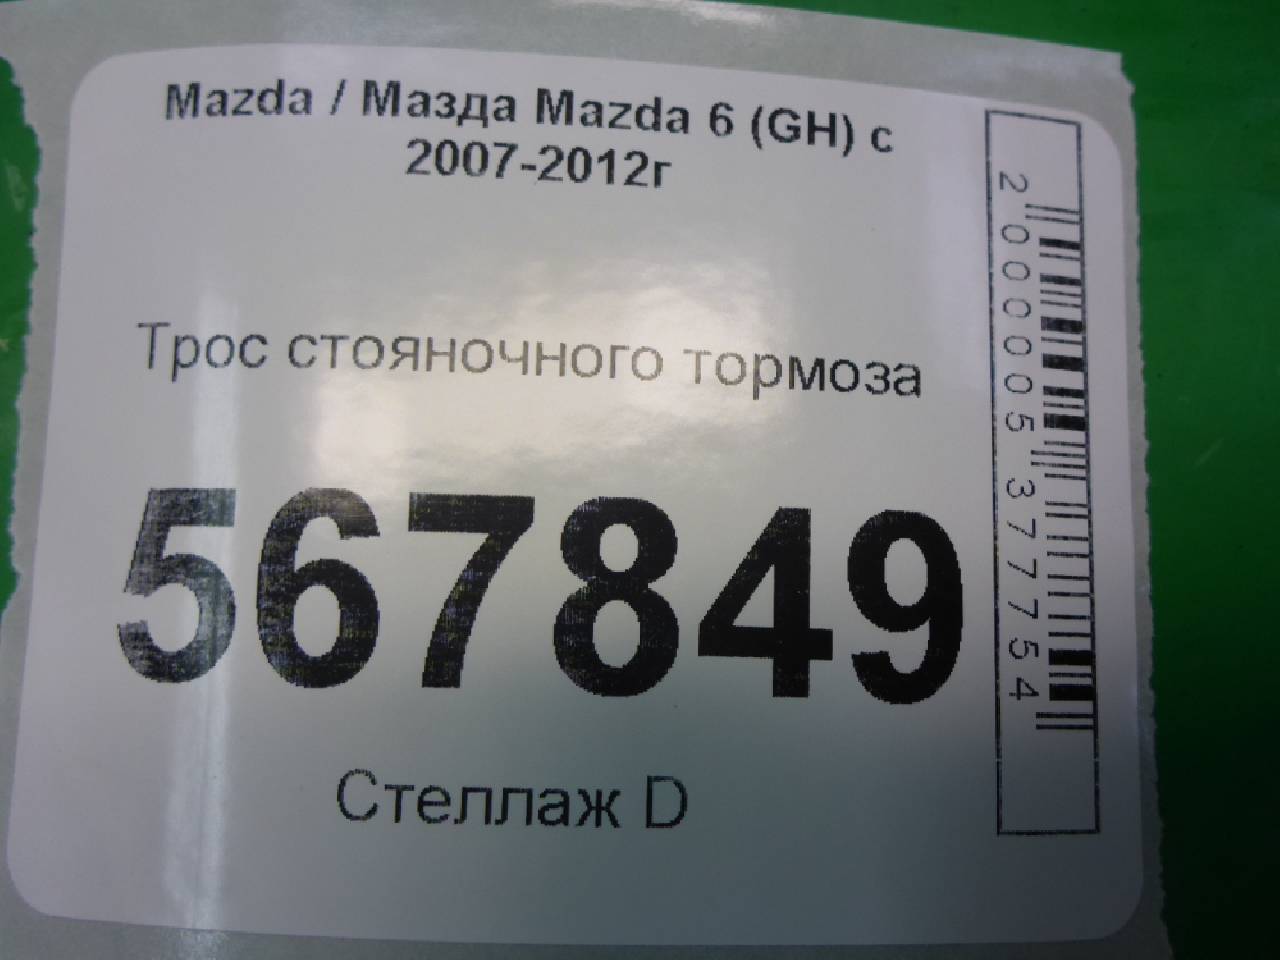 Mazda / Мазда Mazda 6 (GH) с
2007-2012г
Трос стояночного тормоза
567849
Стеллаж D
2000005377754